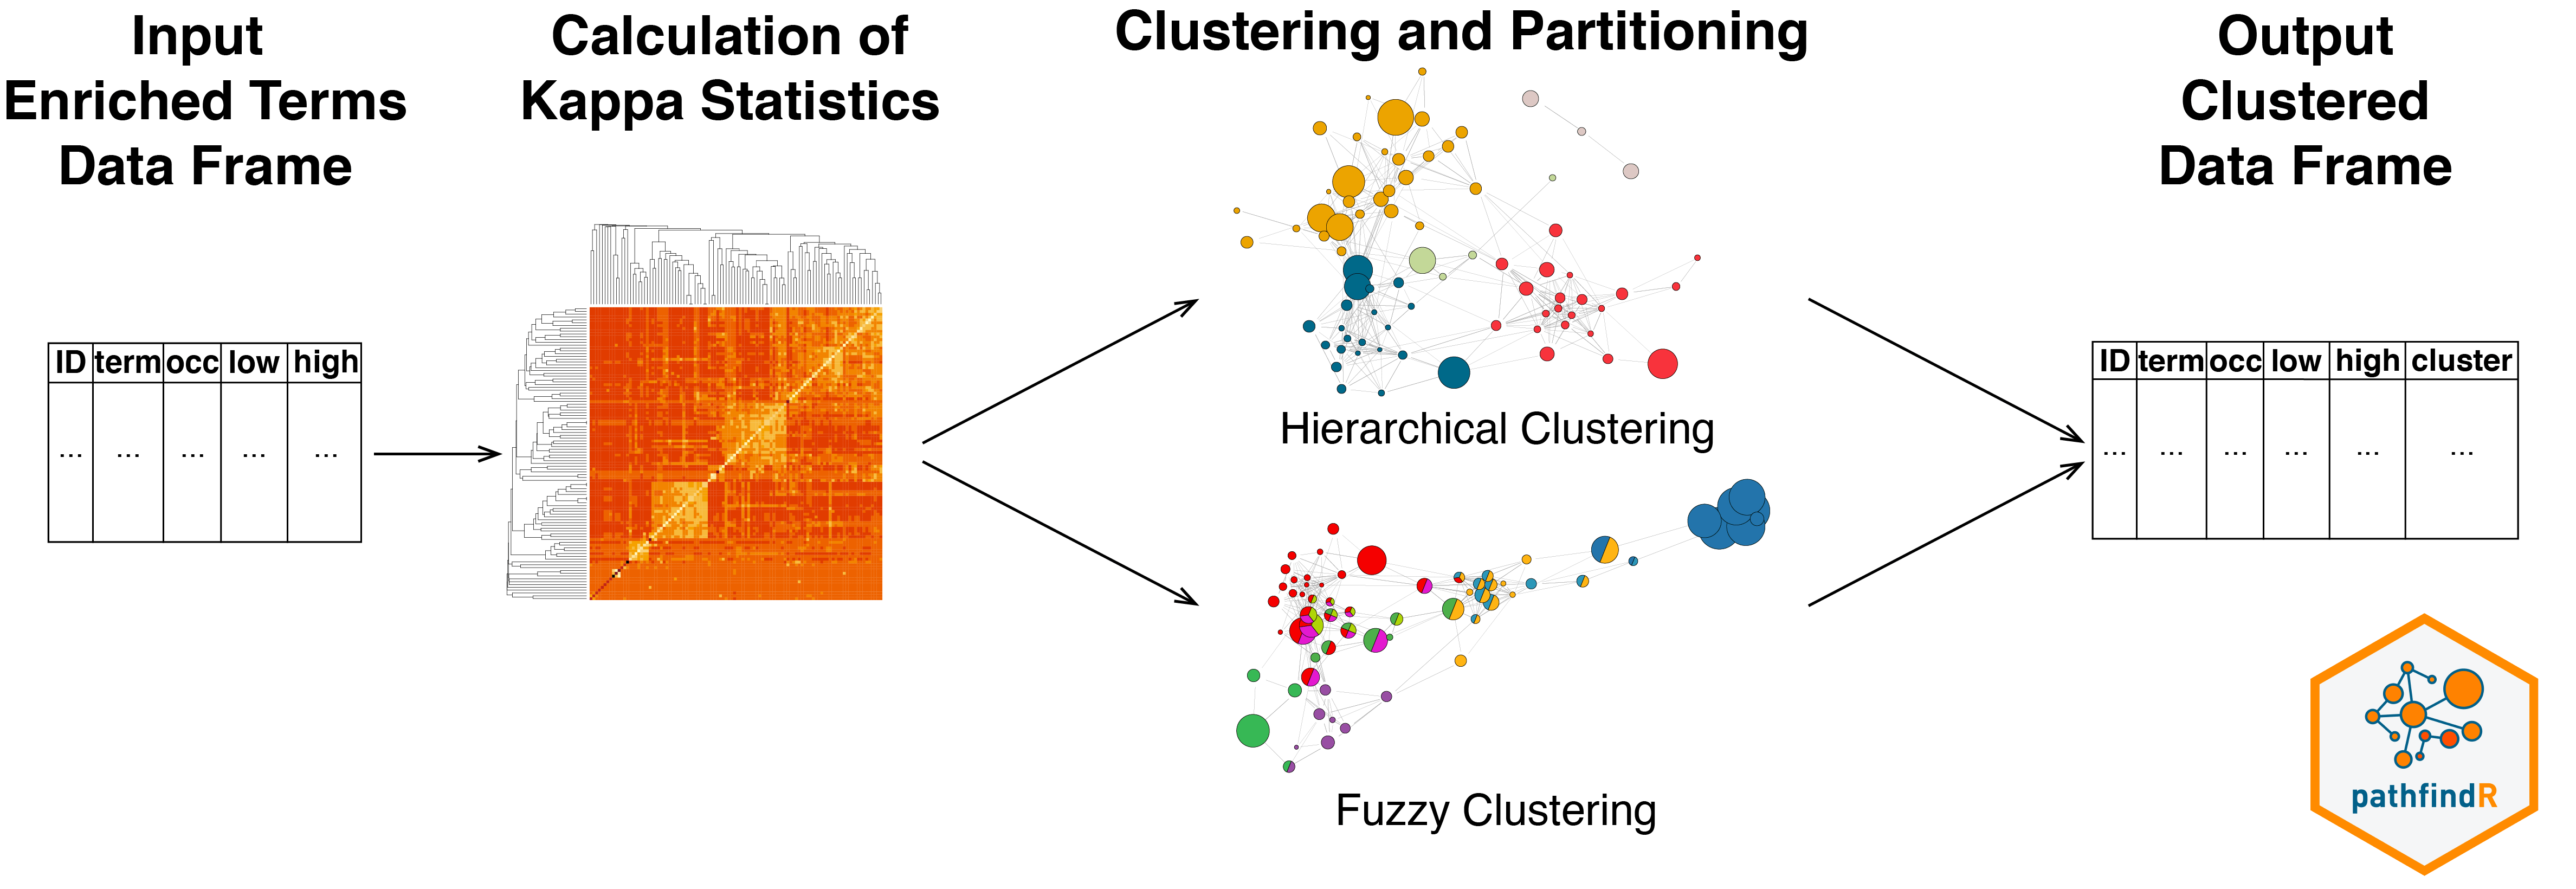 Input
Enriched Terms
Data Frame
Calculation of
Kappa Statistics
Clustering and Partitioning
Output
Clustered
Data Frame
ID term occ low high
... ... ... ... ...
Hierarchical Clustering
Fuzzy Clustering
ID term occ low high cluster
... ... ... ... ... ...
pathfindR